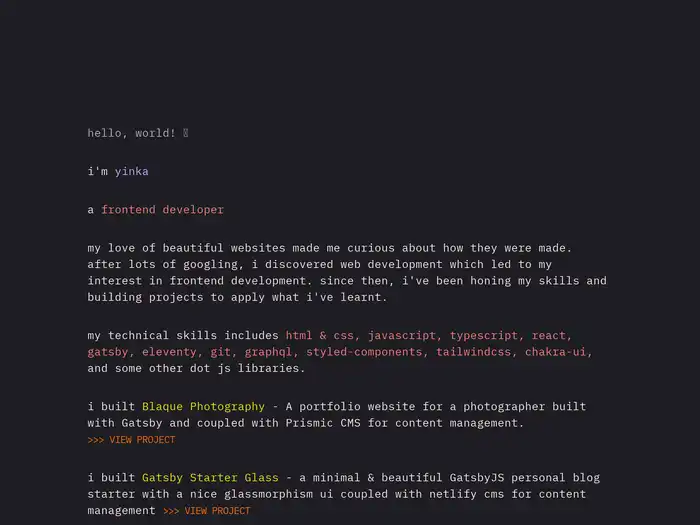 hello, world!
i'm yinka
a frontend developer
my love of beautiful websites made me curious about how they were made.
after lots of googling, i discovered web development which led to my
interest in frontend development. since then, i've been honing my skills and
building projects to apply what i've learnt.
my technical skills includes html & css, javascript, typescript, react,
gatsby, eleventy, git, graphql, styled-components, tailwindcss, chakra-ui,
and some other dot js libraries.
i built Blaque Photography - A portfolio website for a photographer built
with Gatsby and coupled with Prismic CMS for content management.
>>> VIEW PROJECT
i built Gatsby Starter Glass - a minimal & beautiful GatsbyJS personal blog
starter with a nice glassmorphism ui coupled with netlify cms for content
management >>> VIEW PROJECT